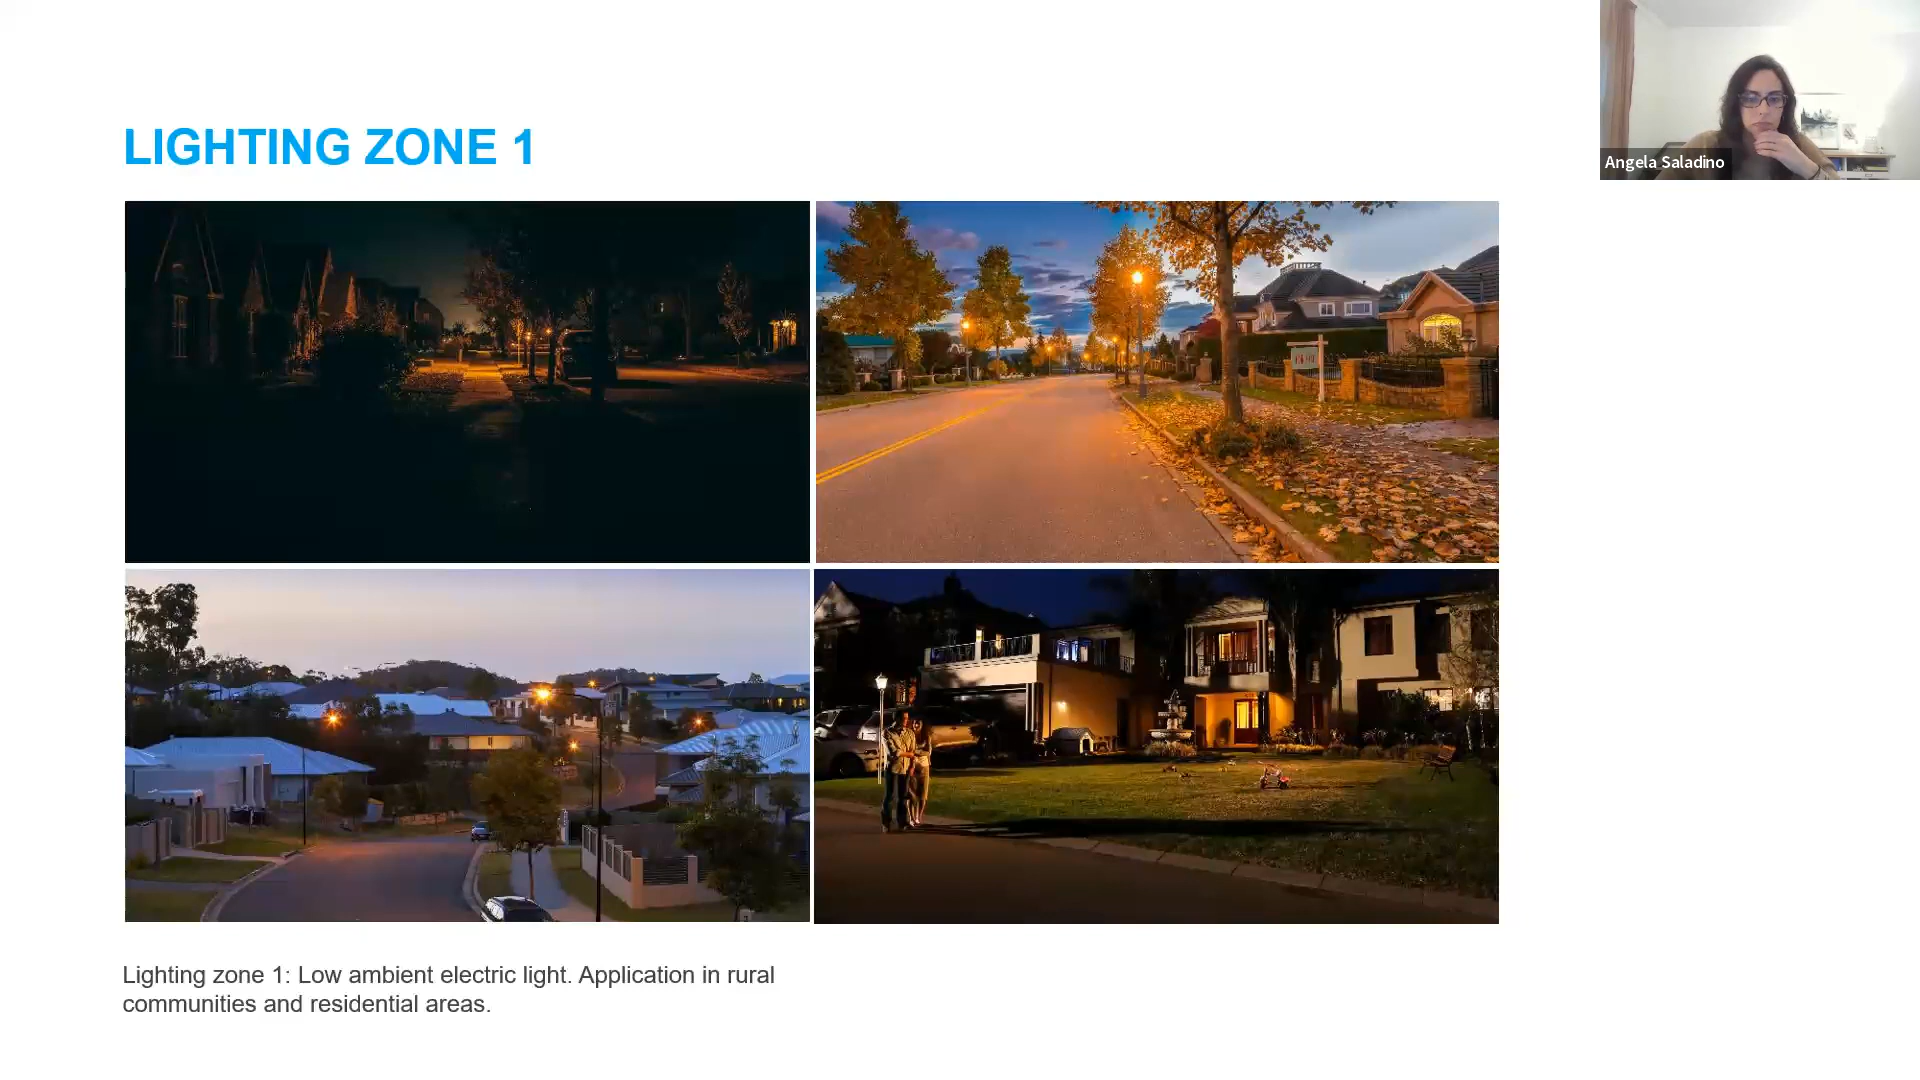 LIGHTING ZONE 1
Angela Saladino
Lighting zone 1: Low ambient electric light. Application in rural
communities and residential areas.